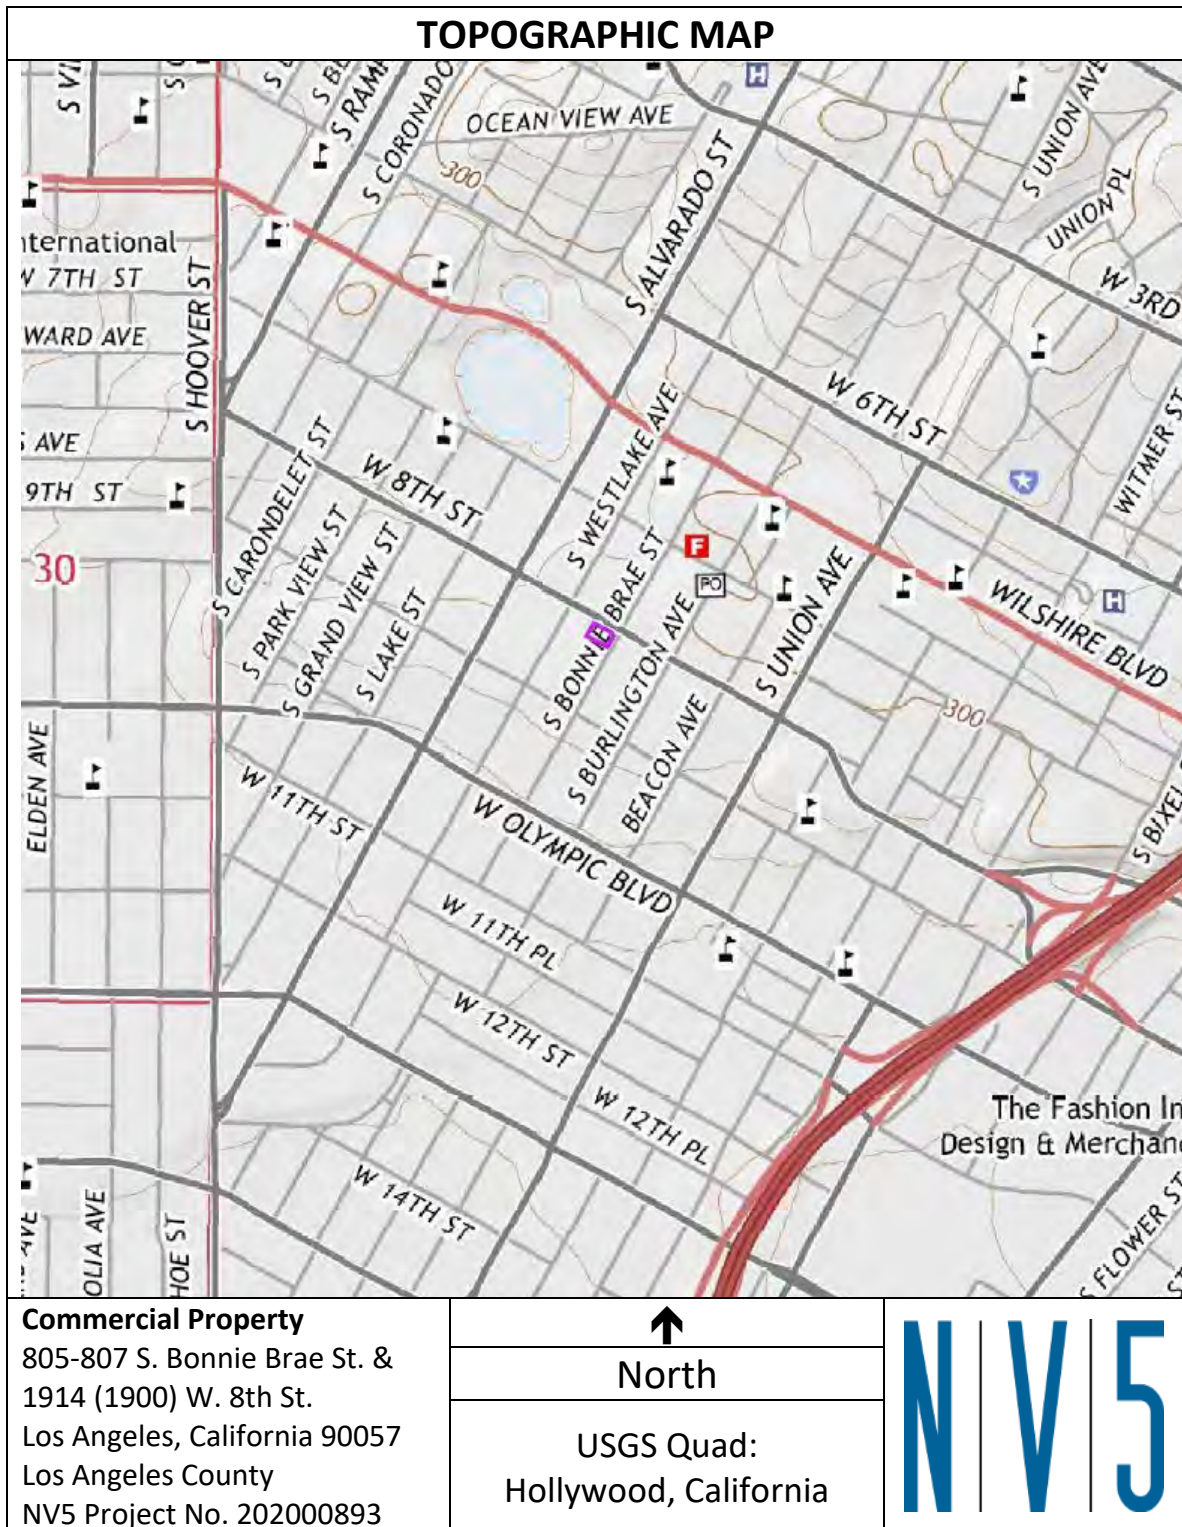 TOPOGRAPHIC MAP
S CORONADO
OCEAN VIEW AVE
S UNION AVE
300
S ALVARADO ST
UNION PL
nternational
W 7TH ST
S HOOVER ST
W 3RD
WARD AVE
W 6TH ST
S WESTLAKE AVE
WITMER ST
S AVE
9TH ST
S CARONDELET ST
W 8TH ST
30
S PARK VIEW ST
S GRAND VIEW ST
S LAKE ST
S BONNIE BRAE ST
F
PO
H
H
S BURLINGTON AVE
BEACON AVE
S UNION AVE
WILSHIRE BLVD
300
ELDEN AVE
W 11TH ST
W OLYMPIC BLVD
S BIXEL
W 11TH PL
W 12TH ST
W 12TH PL
The Fashion In
Design & Merchan
W 14TH ST
S FLOWER ST
OLIA AVE
HOE ST
Commercial Property
805-807 S. Bonnie Brae St. &
1914 (1900) W. 8th St.
Los Angeles, California 90057
Los Angeles County
NV5 Project No. 202000893
North
USGS Quad:
Hollywood, California
N|V|5